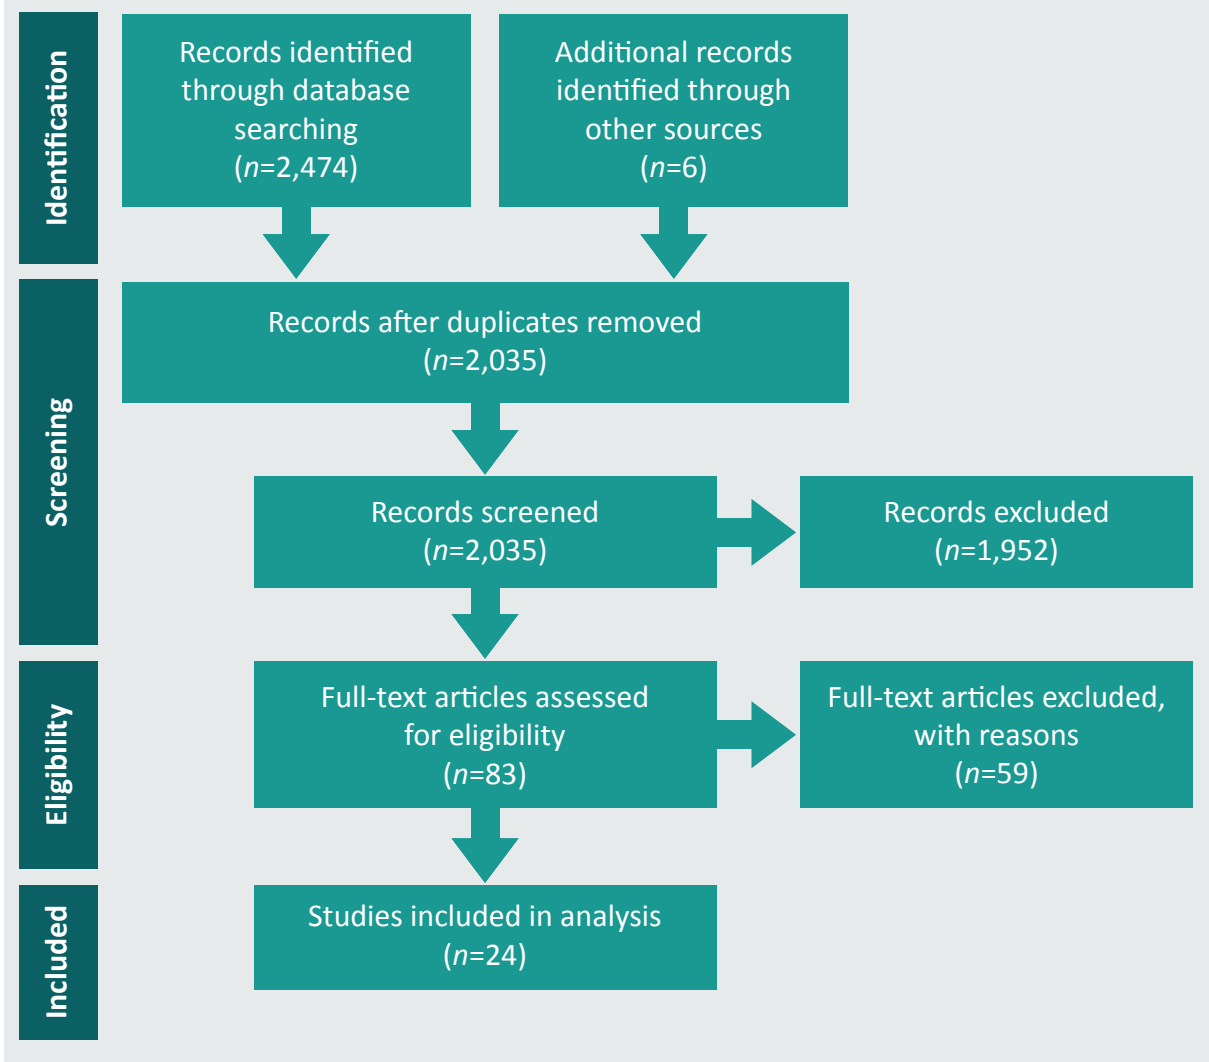 Identification
Records identified
through database
searching
(n=2,474)
Additional records
identified through
other sources
(n=6)
Screening
Records after duplicates removed
(n=2,035)
Records screened
(n=2,035)
Records excluded
(n=1,952)
Eligibility
Full-text articles assessed
for eligibility
(n=83)
Full-text articles excluded,
with reasons
(n=59)
Included
Studies included in analysis
(n=24)